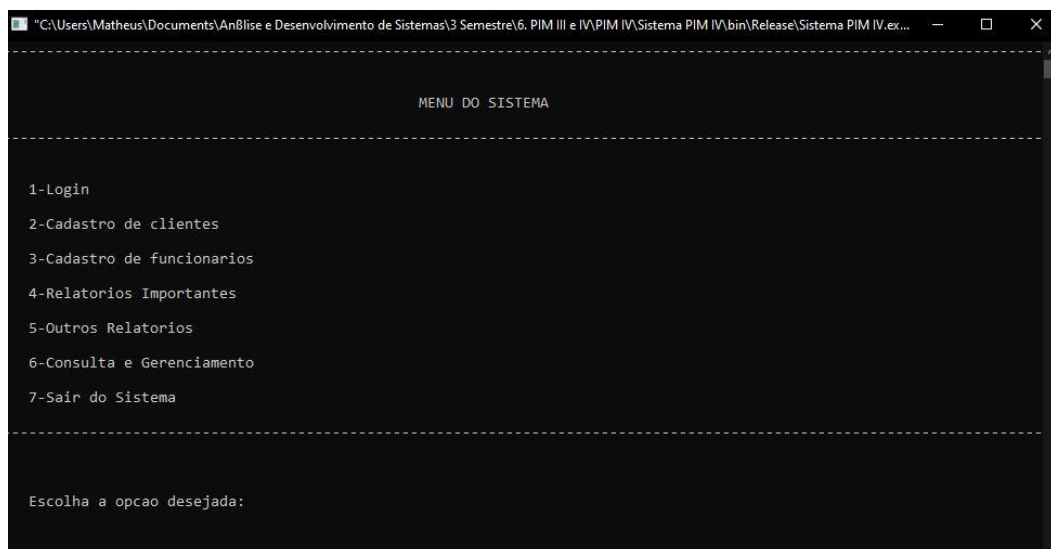 "C:\Users\Matheus\Documents\Anßlise e Desenvolvimento de Sistemas\3 Semestre\6. PIM III e IV\PIM IV\Sistema PIM IV\bin\Release\Sistema PIM IV.ex...
MENU DO SISTEMA
1-Login
2-Cadastro de clientes
3-Cadastro de funcionarios
4-Relatorios Importantes
5-Outros Relatorios
6-Consulta e Gerenciamento
7-Sair do Sistema
Escolha a opcao desejada: